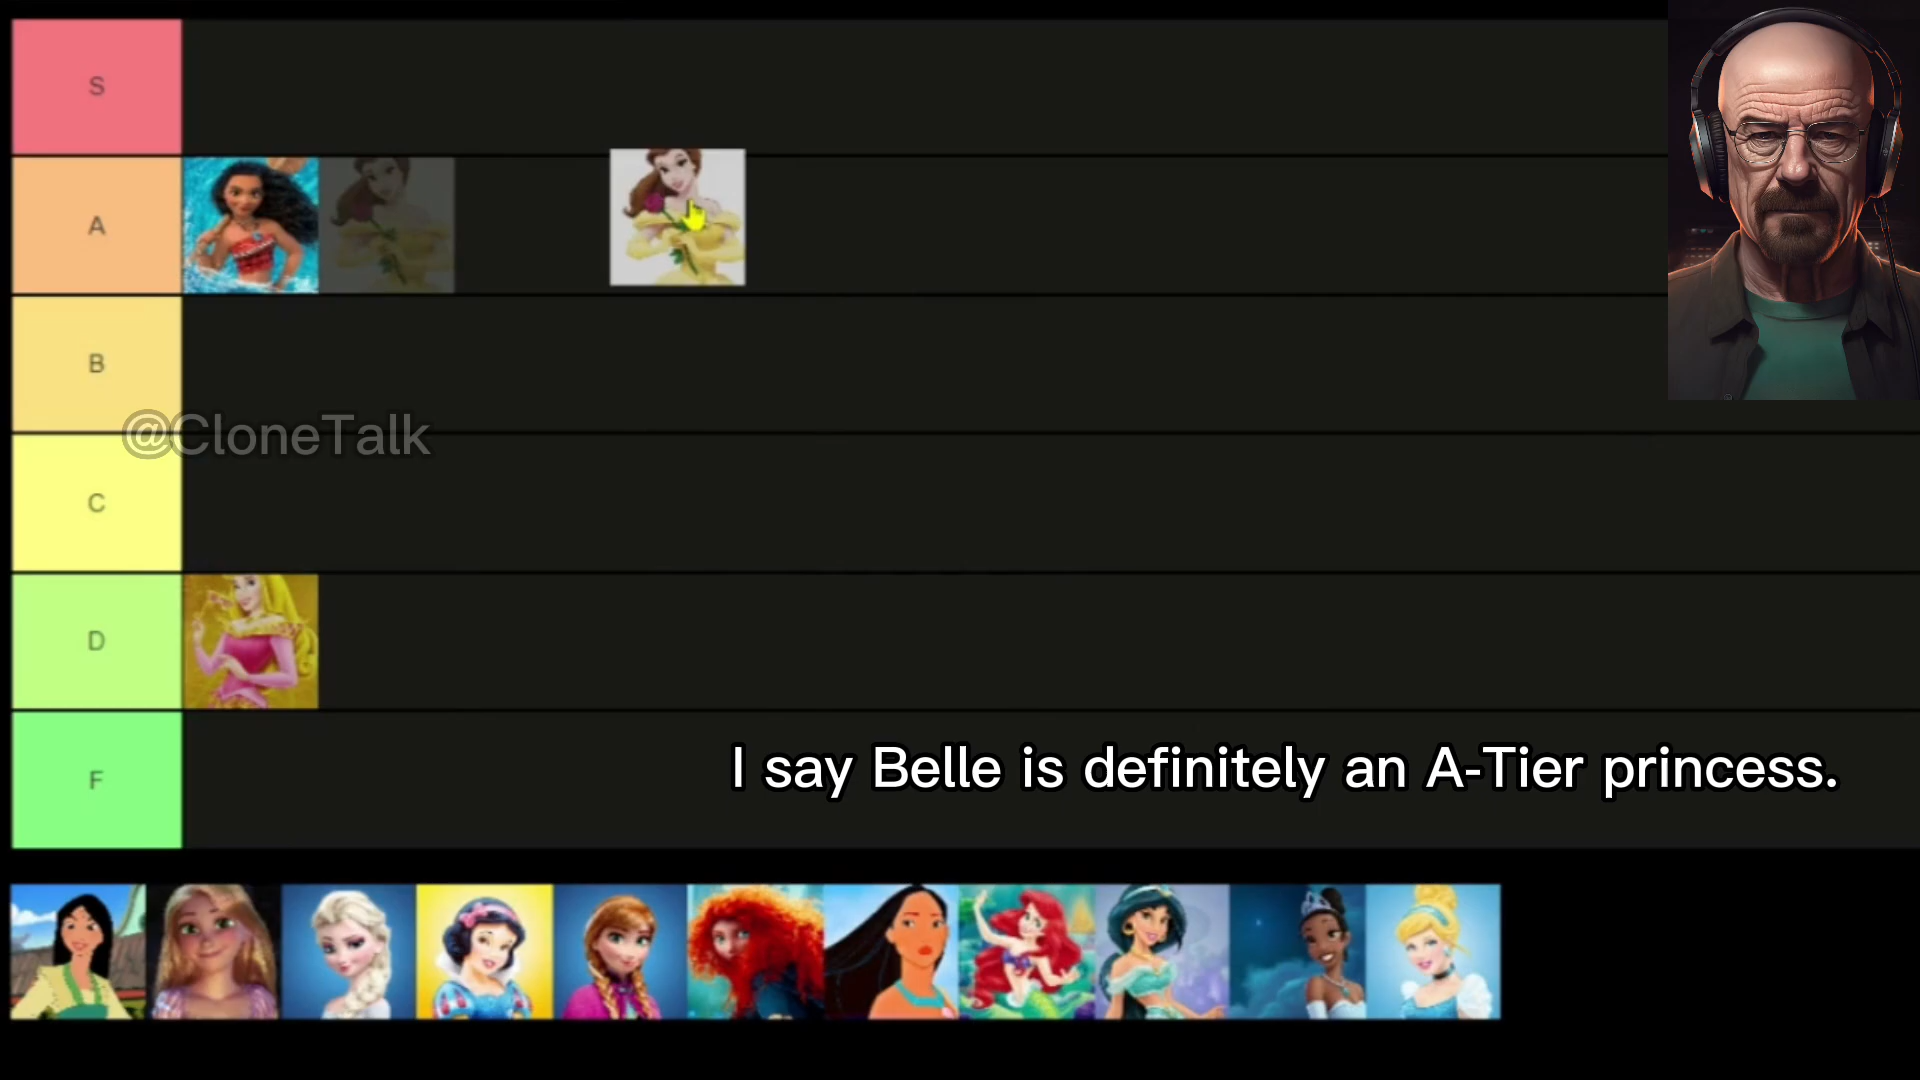 S
A
B
@CloneTalk
C
D
I say Belle is definitely an A-Tier princess.
F